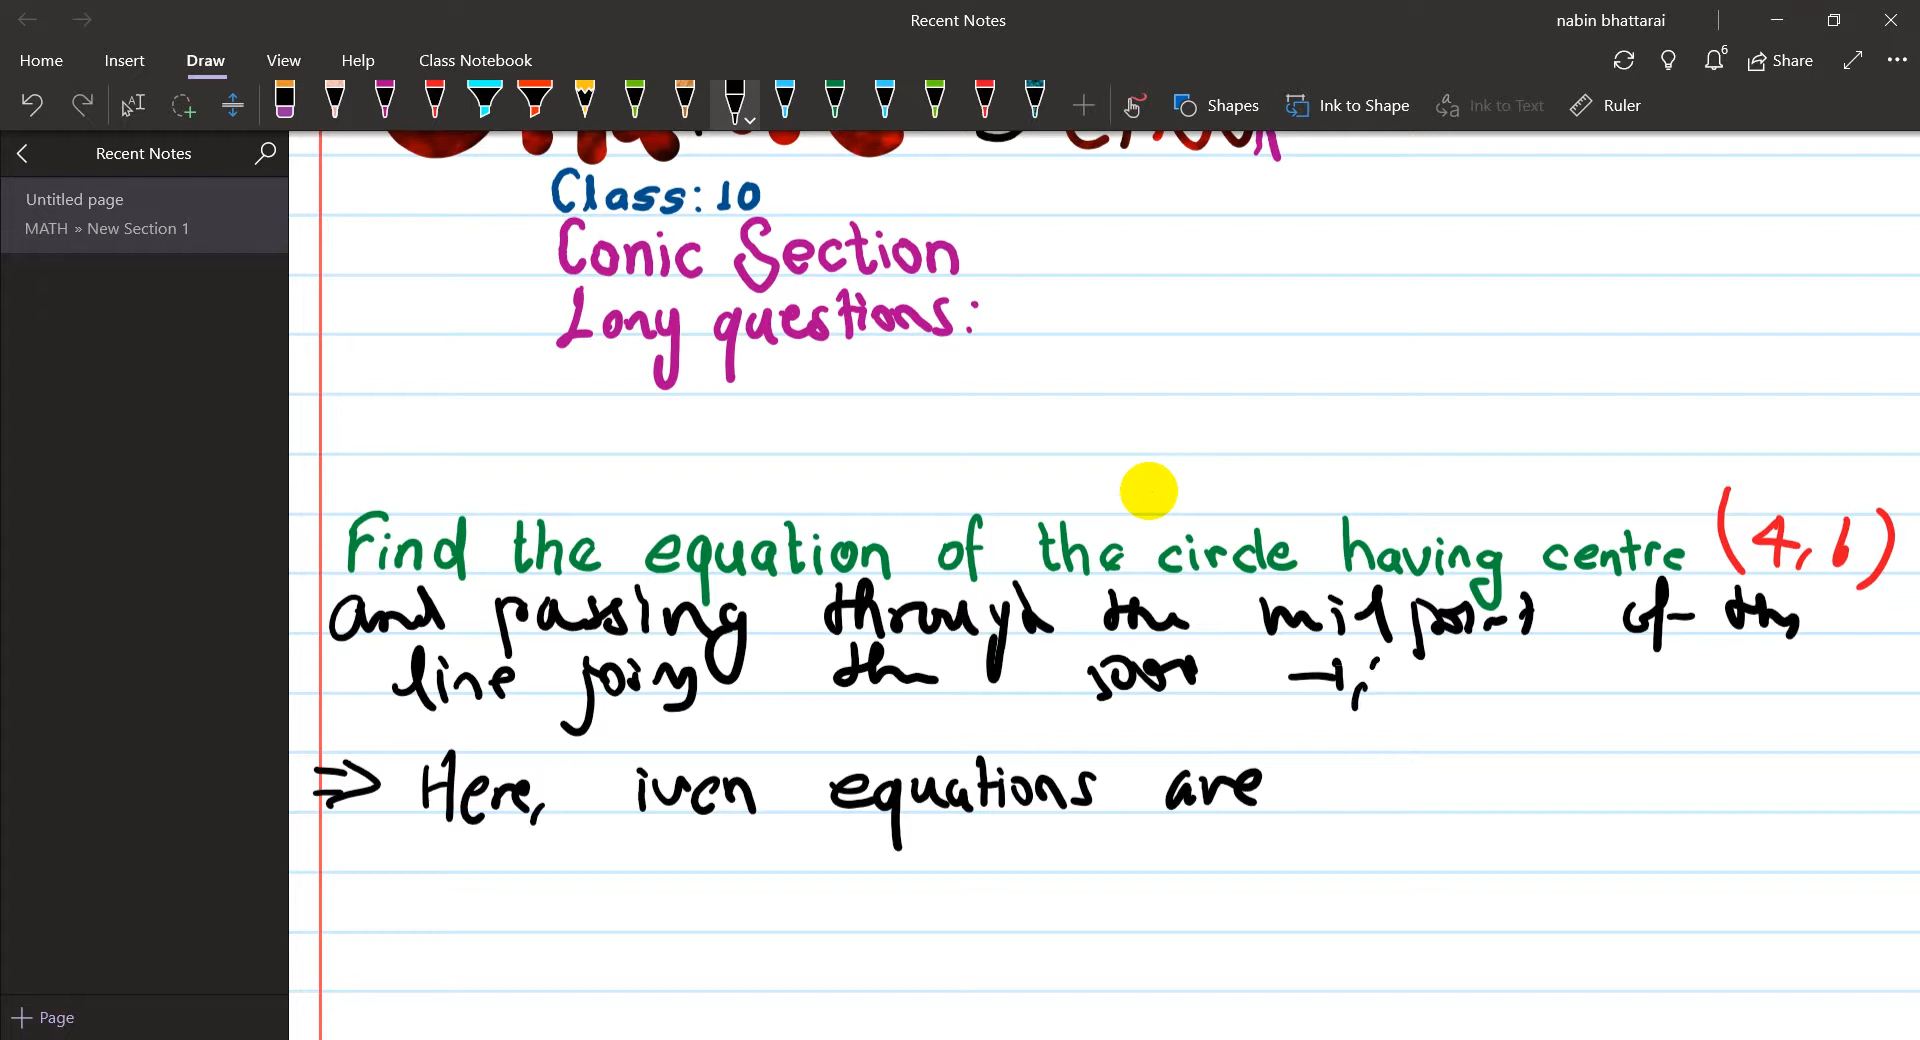 Recent Notes
nabin bhattarai
Home Insert Draw View Help Class Notebook
6
Share
Shapes Ink to Shape Ink to Text Ruler
Recent Notes
Untitled page
MATH » New Section 1
Class: 10
Conic Section
Long questions:
Find the equation of the circle having centre (4, 6)
and passing through the mid point of the
line joing the
⇒ Here, iven equations are
Page